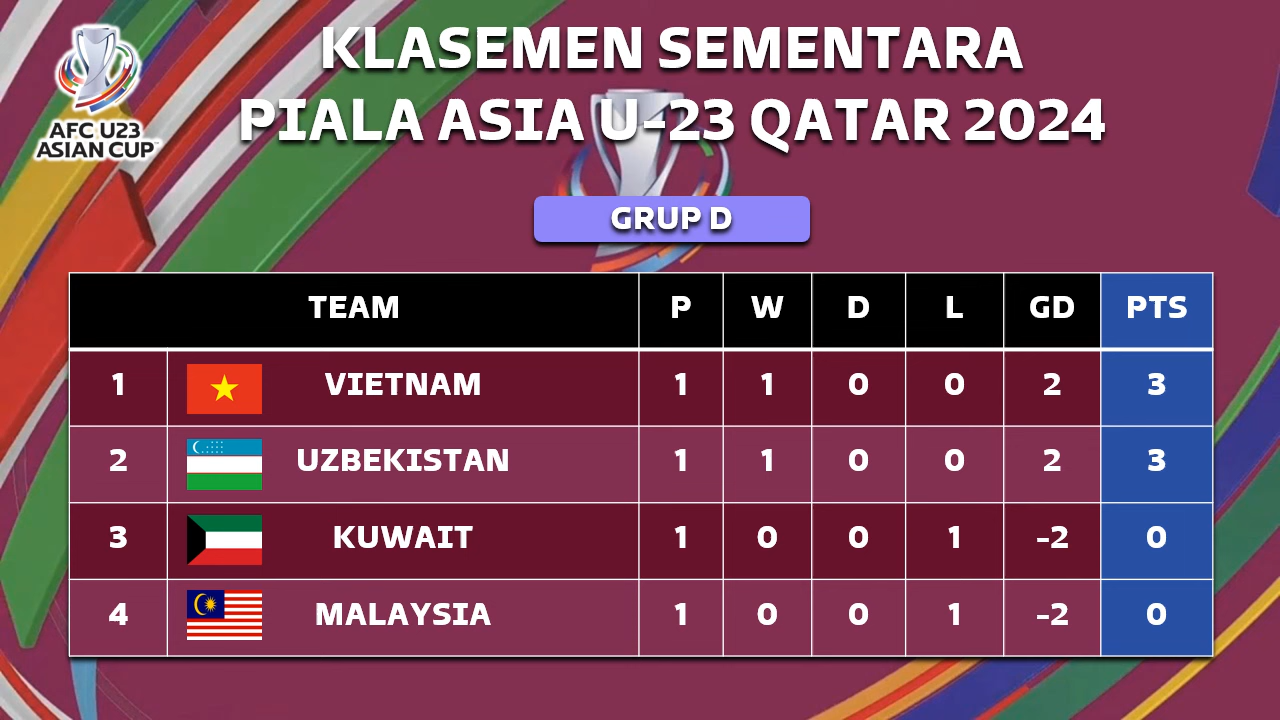 KLASEMEN SEMENTARA
PIALA ASIA U-23 QATAR 2024
AFC U23
ASIAN CUP™
GRUP D
TEAM P W D L GD PTS
1 VIETNAM 1 1 0 0 2 3
2 UZBEKISTAN 1 1 0 0 2 3
3 KUWAIT 1 0 0 1 -2 0
4 MALAYSIA 1 0 0 1 -2 0